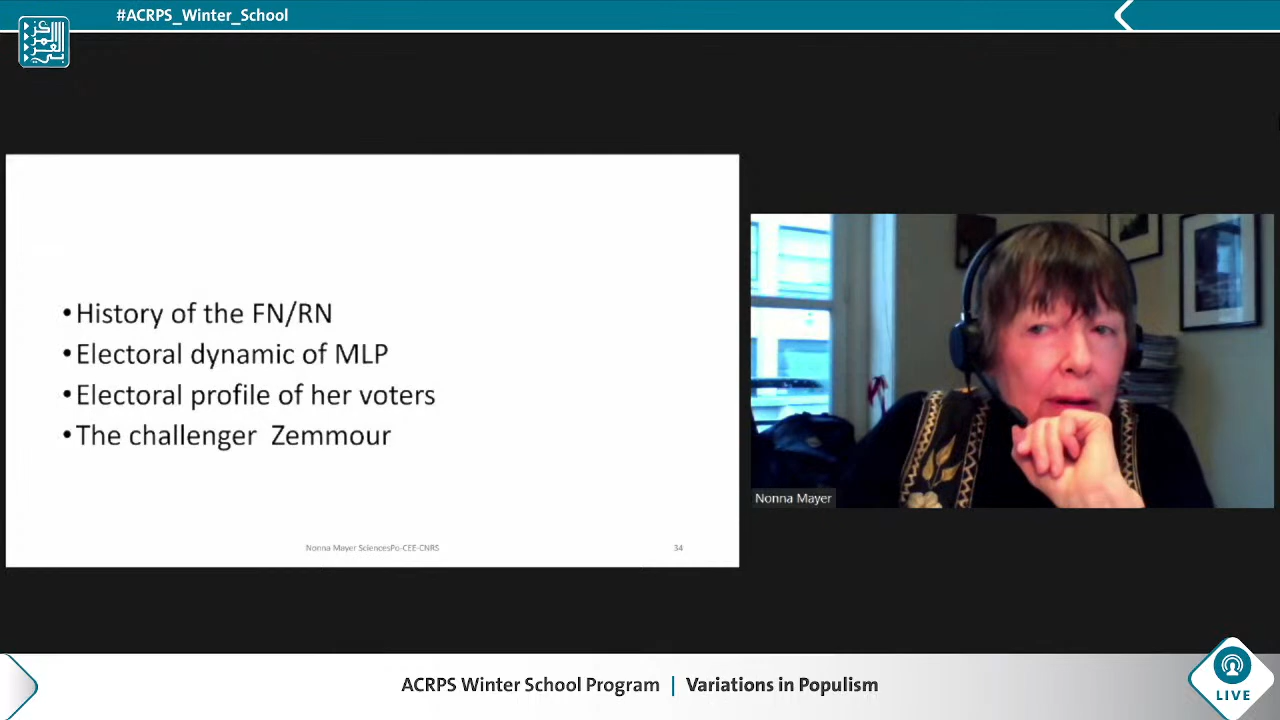 #ACRPS_Winter_School
•History of the FN/RN
•Electoral dynamic of MLP
•Electoral profile of her voters
•The challenger Zemmour
Nonna Mayer SciencesPo-CEE-CNRS 34
Nonna Mayer
ACRPS Winter School Program | Variations in Populism
LIVE